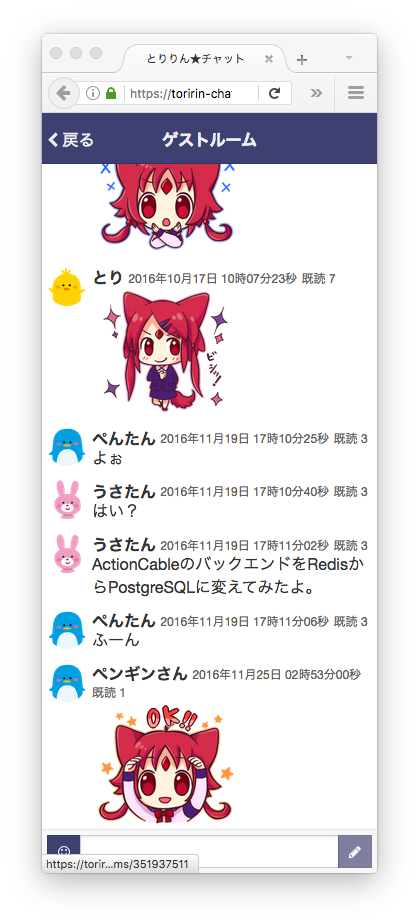 とりりん★チャット
https://toririn-cha
戻る
ゲストルーム
とり 2016年10月17日 10時07分23秒 既読 7
ビシッ!
ぺんたん 2016年11月19日 17時10分25秒 既読 3
よぉ
うさたん 2016年11月19日 17時10分40秒 既読 3
はい？
うさたん 2016年11月19日 17時11分02秒 既読 3
ActionCableのバックエンドをRedisか
らPostgreSQLに変えてみたよ。
ぺんたん 2016年11月19日 17時11分06秒 既読 3
ふーん
ペンギンさん 2016年11月25日 02時53分00秒
既読 1
OK!!
https://torir...ms/351937511